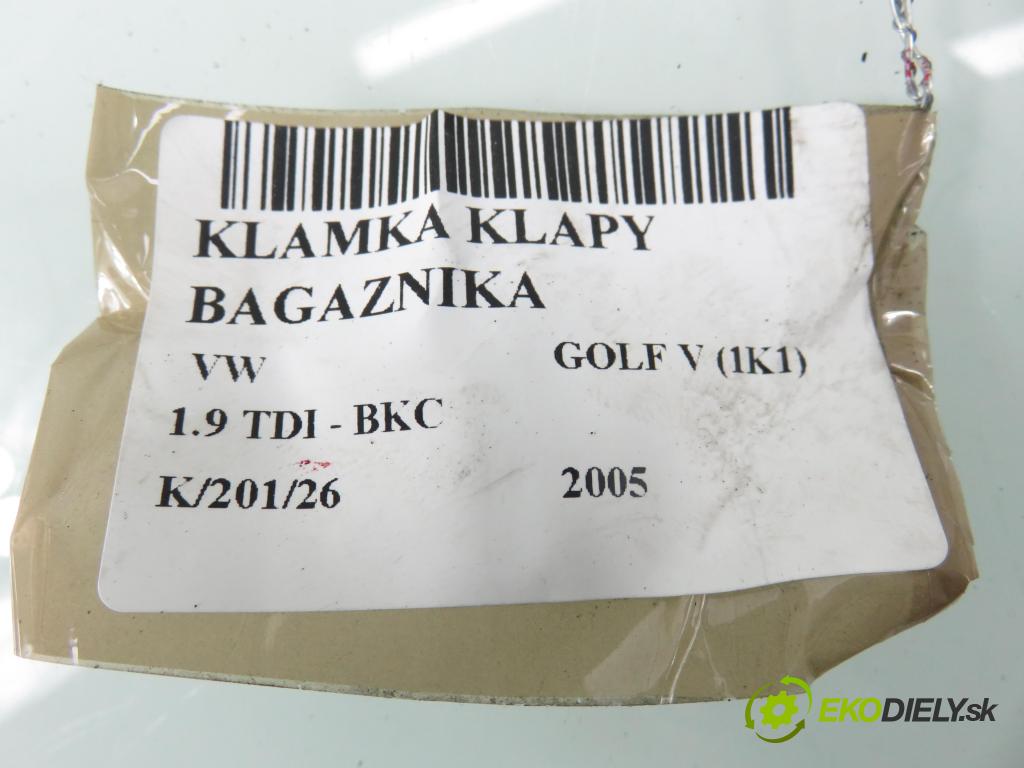 KLAMKA KLAPY
BAGAZNIKA
VW GOLF V (1K1)
1.9 TDI - BKC
K/201/26 2005
EKODIELY.sk